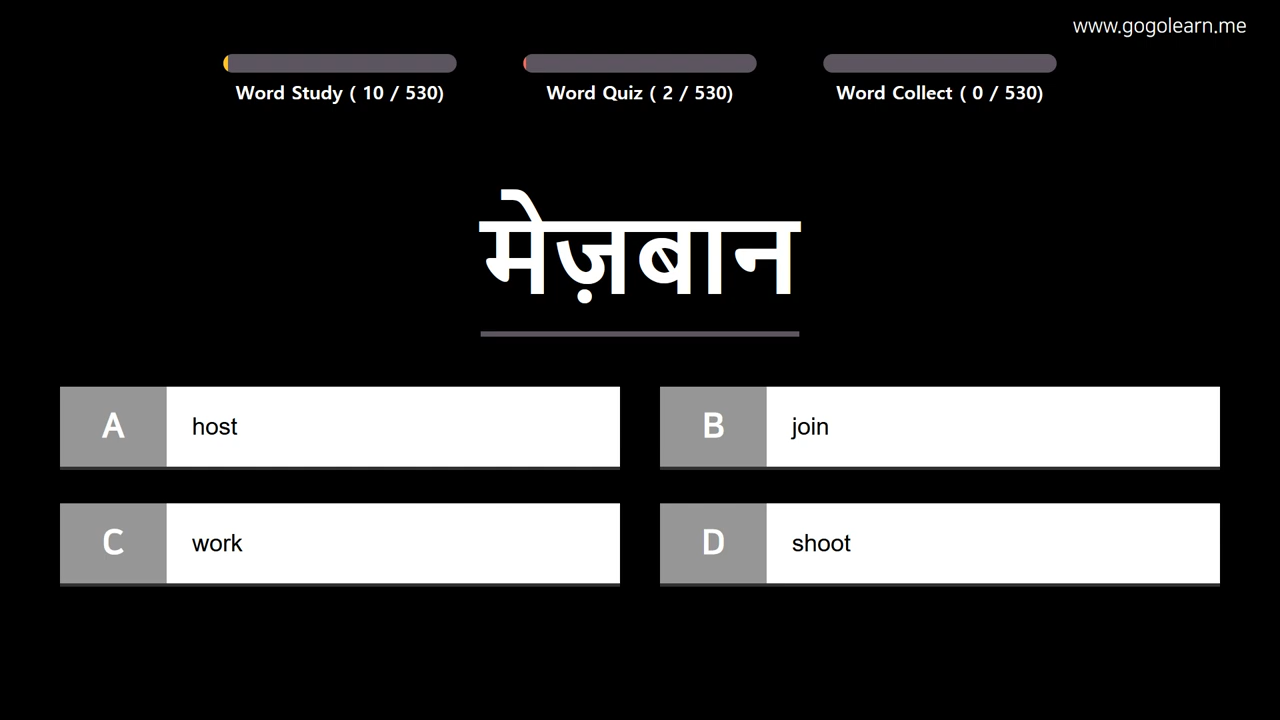 www.gogolearn.me
Word Study ( 10 / 530)
Word Quiz ( 2 / 530)
Word Collect ( 0 / 530)
मेज़बान
A host
B join
C work
D shoot